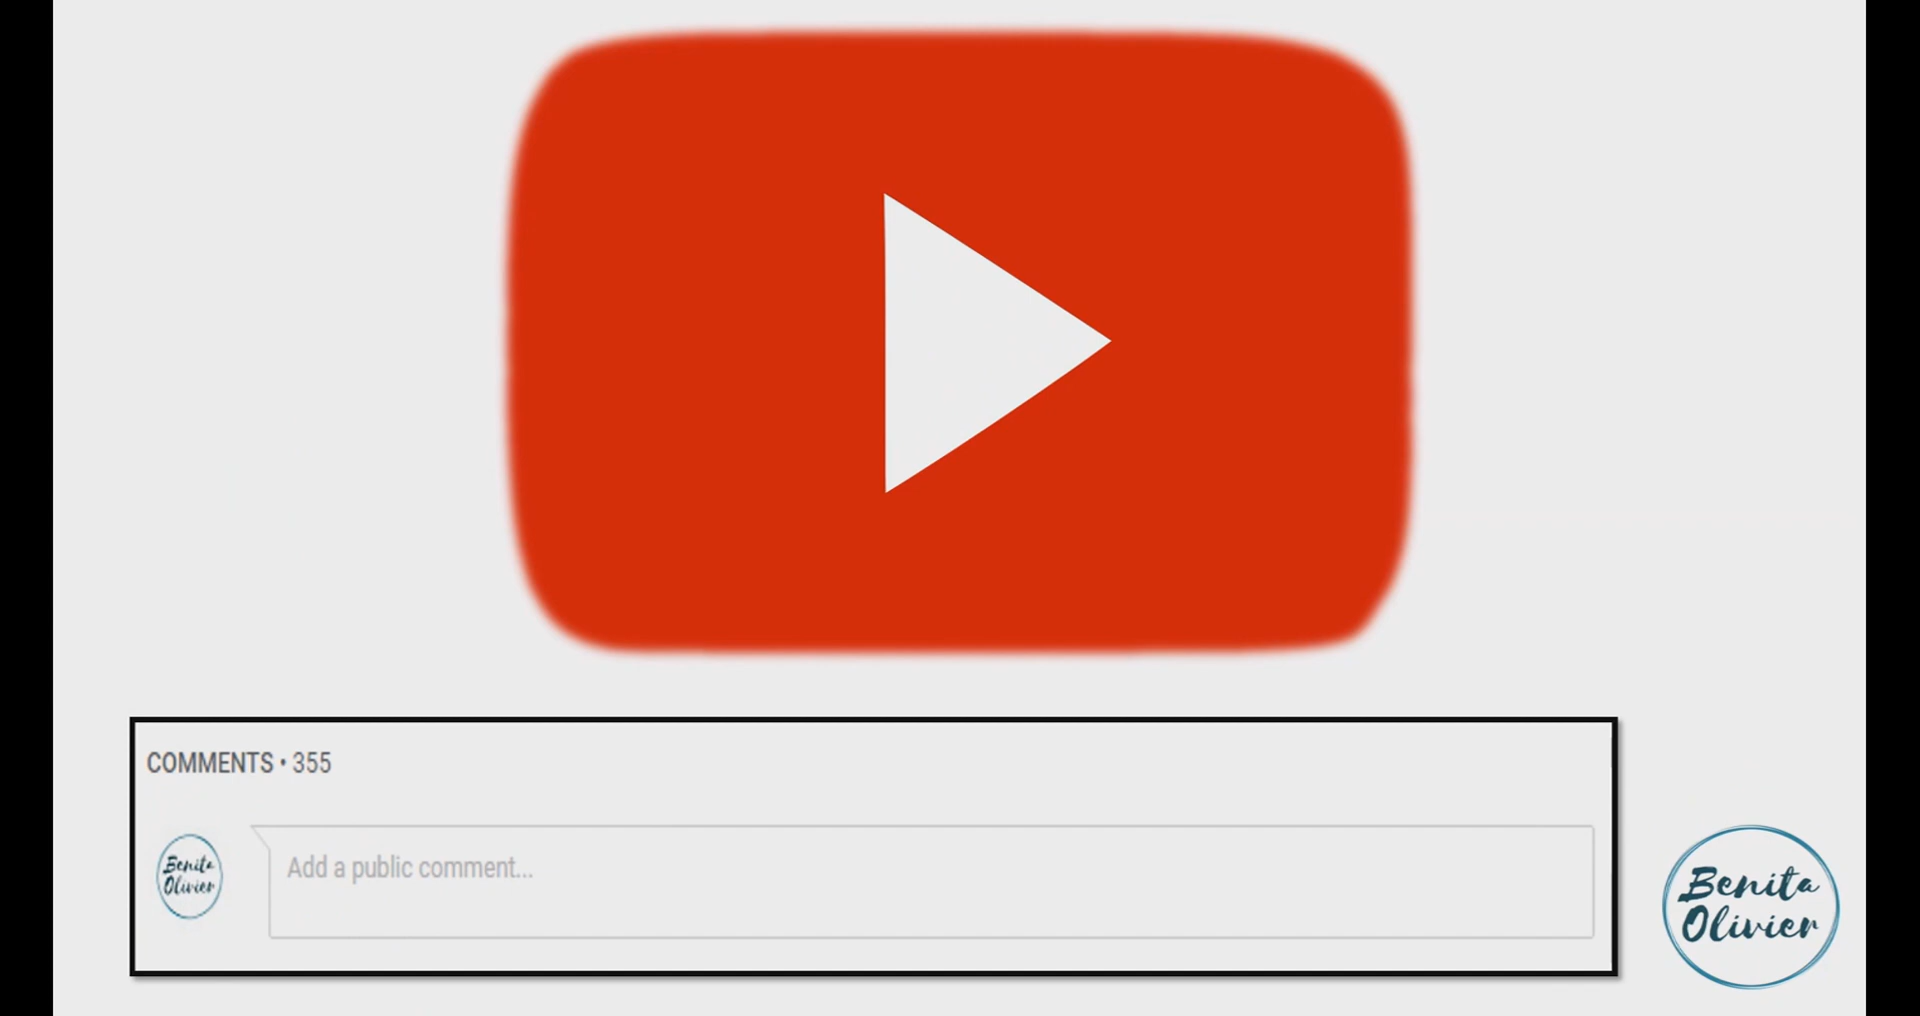 COMMENTS • 355
Benita
Olivier
Add a public comment...
Benita
Olivier